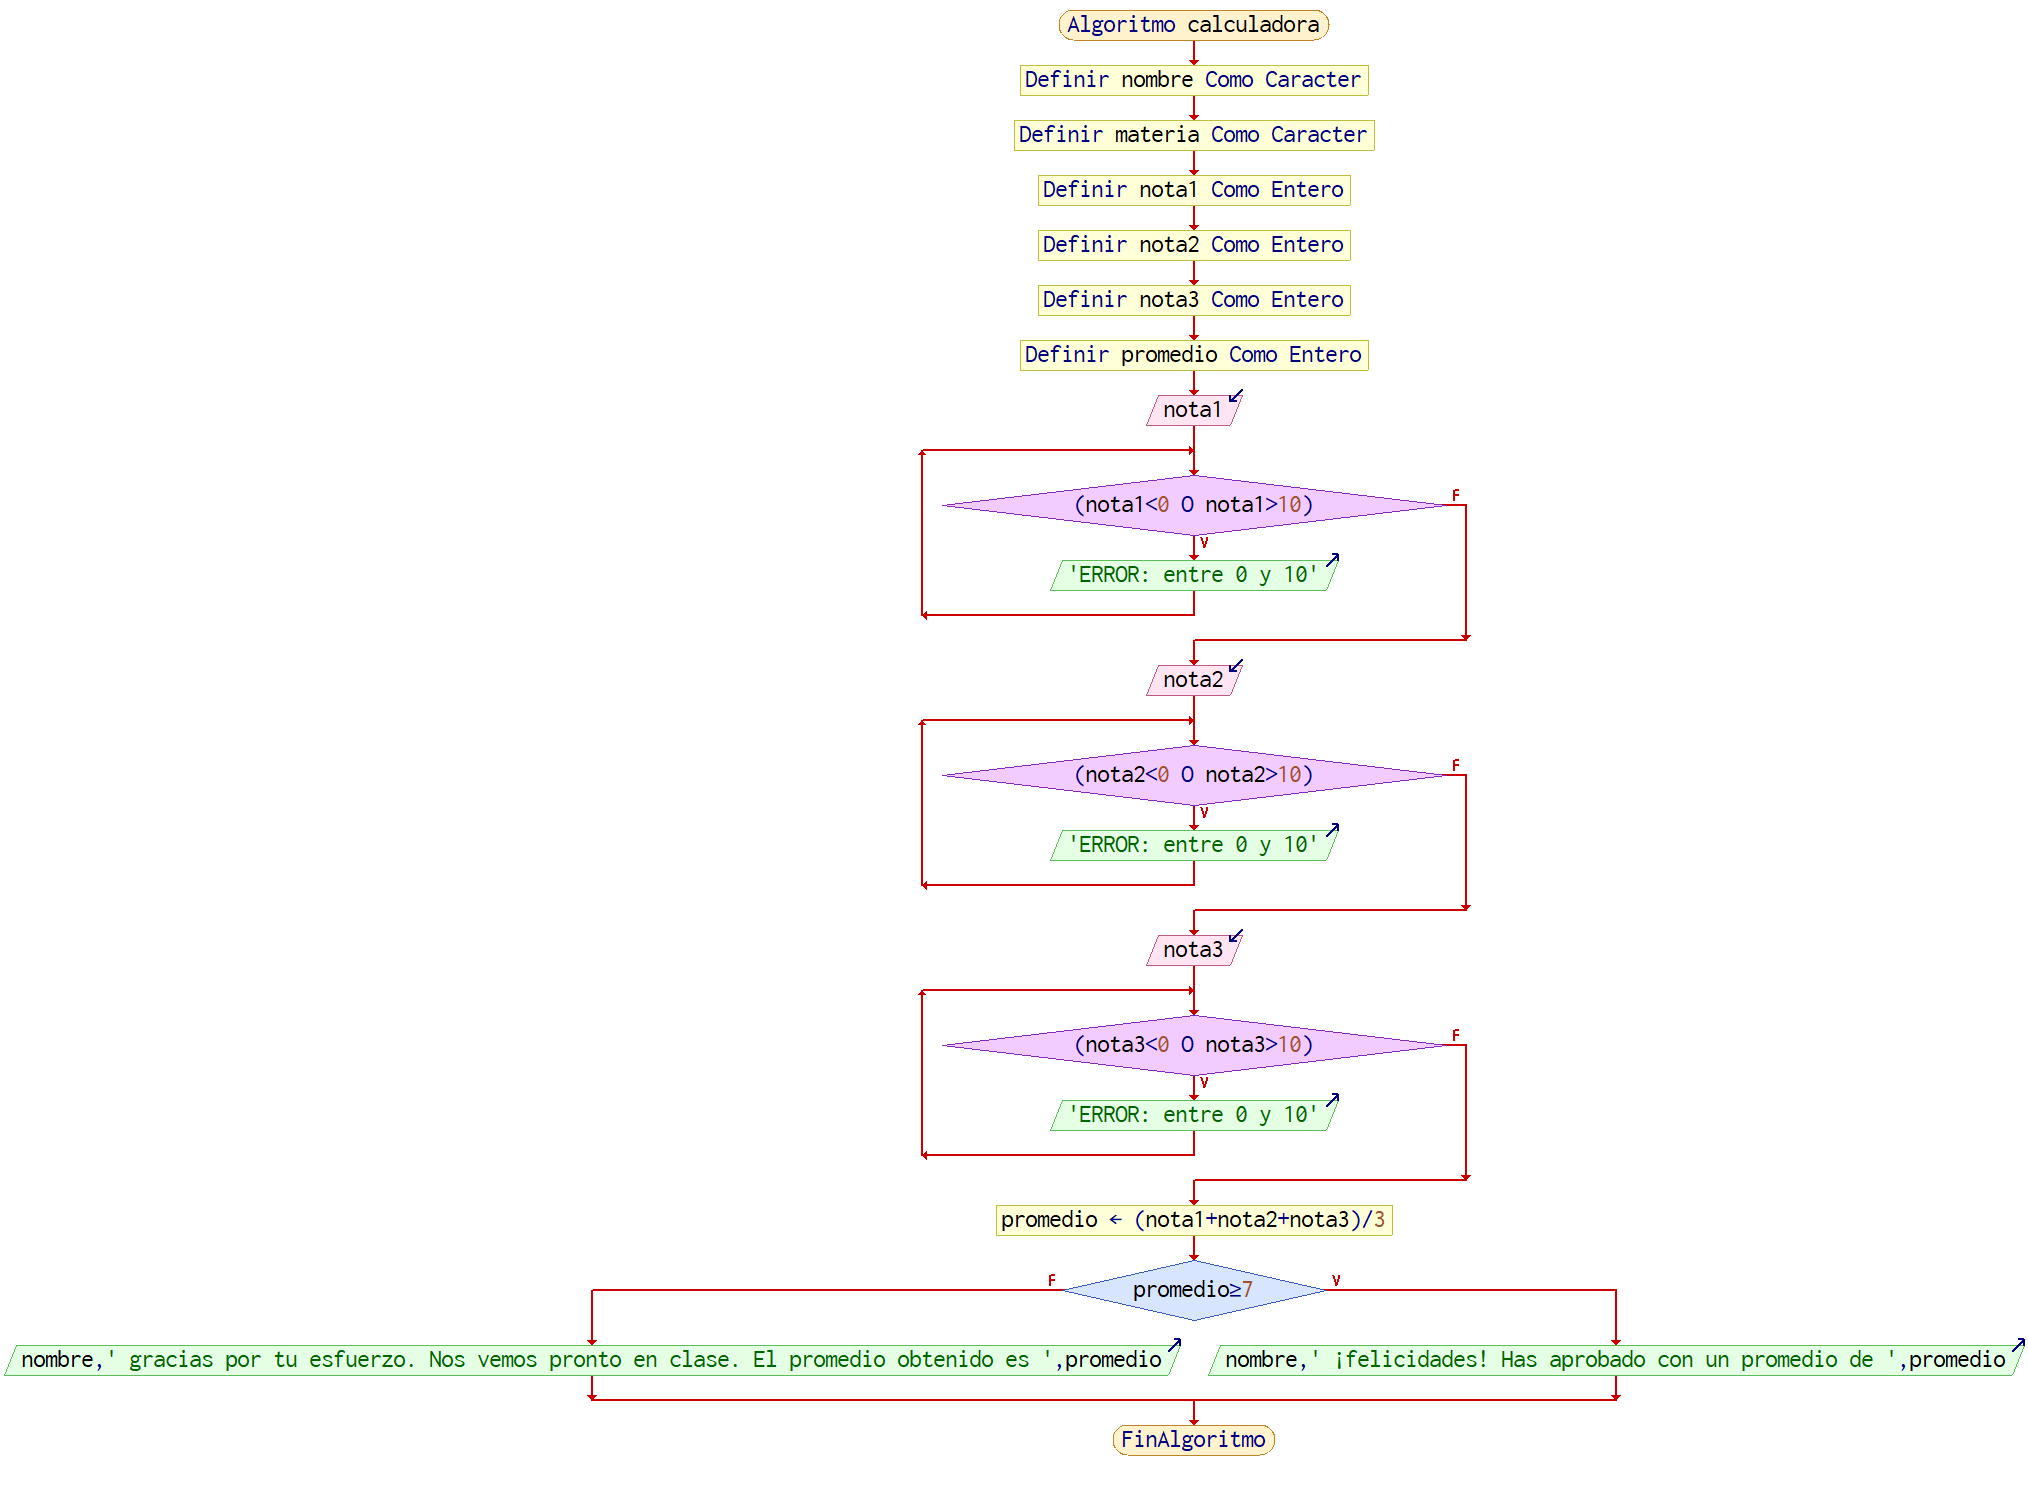 Algoritmo calculadora
Definir nombre Como Caracter
Definir materia Como Caracter
Definir nota1 Como Entero
Definir nota2 Como Entero
Definir nota3 Como Entero
Definir promedio Como Entero
nota1
(nota1<0 O nota1>10)
F
V
'ERROR: entre 0 y 10'
nota2
(nota2<0 O nota2>10)
F
V
'ERROR: entre 0 y 10'
nota3
(nota3<0 O nota3>10)
F
V
'ERROR: entre 0 y 10'
promedio ← (nota1+nota2+nota3)/3
F
promedio≥7
V
nombre,' gracias por tu esfuerzo. Nos vemos pronto en clase. El promedio obtenido es ',promedio
nombre,' ¡felicidades! Has aprobado con un promedio de ',promedio
FinAlgoritmo